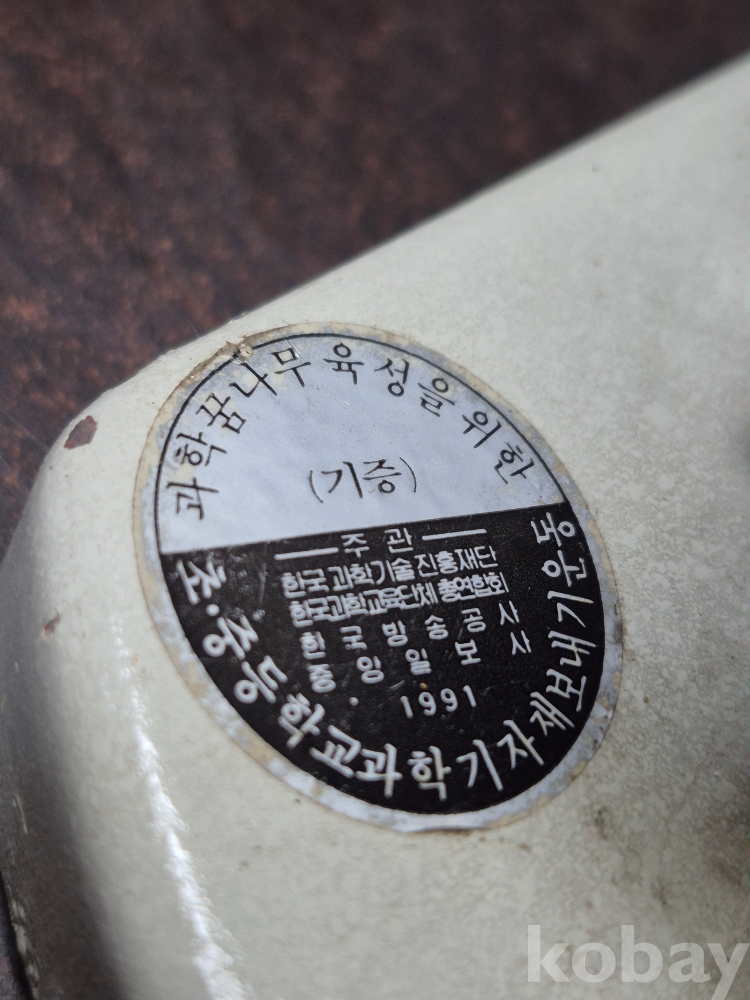 과학꿈나무육성을위한
(기증)
주관
한국과학기술진흥재단
한국과학교육단체총연합회
한국방송공사
중앙일보사
1991
초·중등학교과학기자재보내기운동
kobay